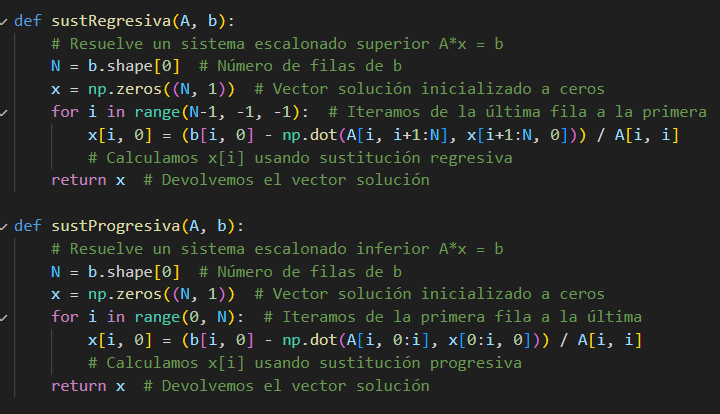 def sustRegresiva(A, b):
    # Resuelve un sistema escalonado superior A*x = b
    N = b.shape[0]  # Número de filas de b
    x = np.zeros((N, 1))  # Vector solución inicializado a ceros
    for i in range(N-1, -1, -1):  # Iteramos de la última fila a la primera
        x[i, 0] = (b[i, 0] - np.dot(A[i, i+1:N], x[i+1:N, 0])) / A[i, i]
        # Calculamos x[i] usando sustitución regresiva
    return x  # Devolvemos el vector solución

def sustProgresiva(A, b):
    # Resuelve un sistema escalonado inferior A*x = b
    N = b.shape[0]  # Número de filas de b
    x = np.zeros((N, 1))  # Vector solución inicializado a ceros
    for i in range(0, N):  # Iteramos de la primera fila a la última
        x[i, 0] = (b[i, 0] - np.dot(A[i, 0:i], x[0:i, 0])) / A[i, i]
        # Calculamos x[i] usando sustitución progresiva
    return x  # Devolvemos el vector solución